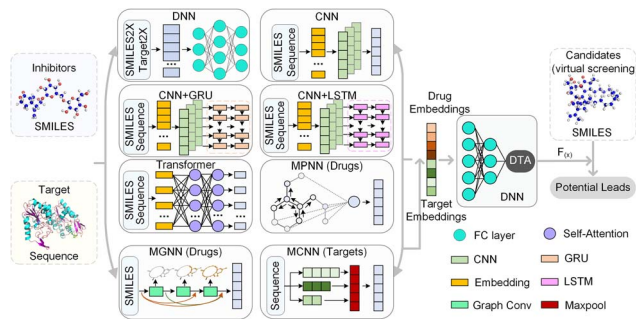 Inhibitors
SMILES
Target
Sequence
DNN
SMILES2X
Target2X
CNN
SMILES
Sequence
CNN+GRU
SMILES
Sequence
CNN+LSTM
SMILES
Sequence
Transformer
SMILES
Sequence
MPNN (Drugs)
MGNN (Drugs)
SMILES
MCNN (Targets)
Sequence
Drug
Embeddings
Target
Embeddings
DTA
DNN
F(x)
Candidates
(virtual screening)
SMILES
Potential Leads
FC layer
Self-Attention
CNN
GRU
Embedding
LSTM
Graph Conv
Maxpool